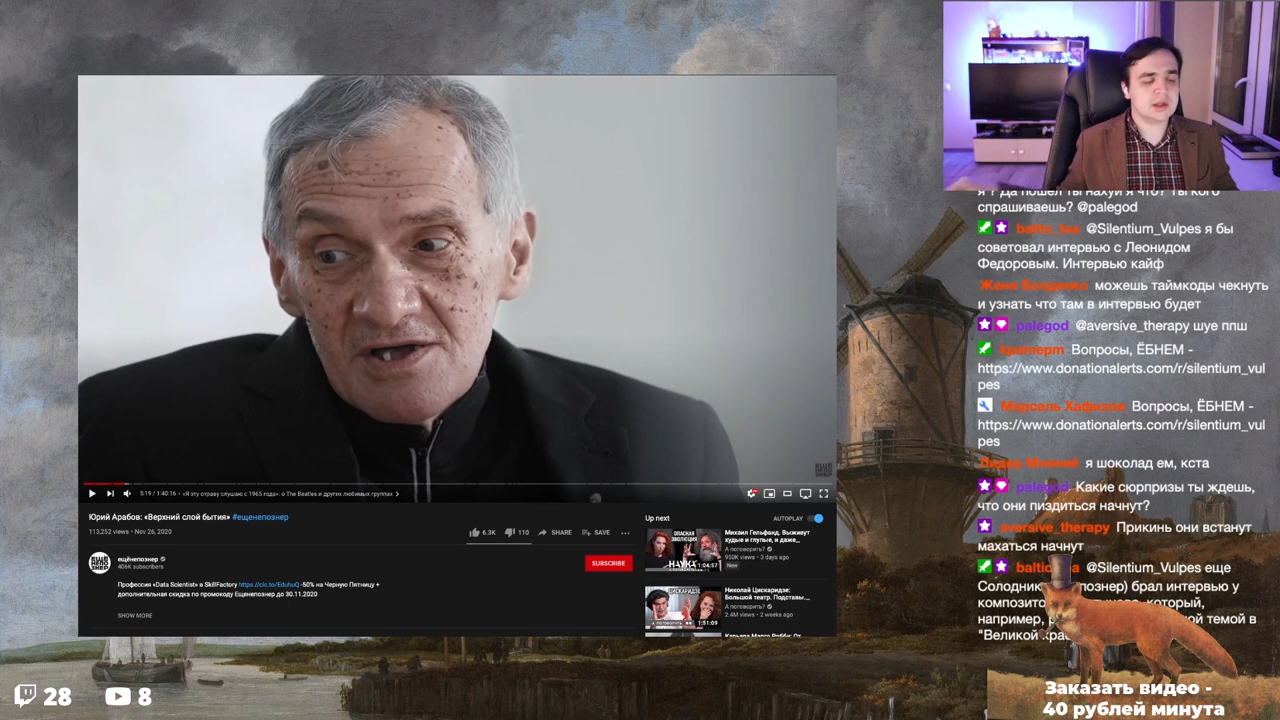 5:19 / 1:40:16 • «Я эту отраву слушаю с 1965 года»: о The Beatles и других любимых группах >
Юрий Арабов: «Верхний слой бытия» #ещенепознер
113,252 views • Nov 26, 2020
6.3K 110 SHARE SAVE ...
ещёнепознер
406K subscribers
SUBSCRIBE
Профессия «Data Scientist» в SkillFactory https://clc.to/EduhuQ -50% на Черную Пятницу +
дополнительная скидка по промокоду Ещенепознер до 30.11.2020
SHOW MORE
Up next
AUTOPLAY
ОПАСНАЯ
ЭВОЛЮЦИЯ
НАУКА
1:04:57
Михаил Гельфанд. Выживут
худые и глупые, и даже...
А поговорить?
910K views • 3 days ago
New
ЦИСКАРИДЗЕ
А ПОГОВОРИТЬ
1:51:09
Николай Цискаридзе:
Большой театр. Подставы...
А поговорить?
2.4M views • 2 weeks ago
я ? Да пошел ты нахуй я что? ты кого
спрашиваешь? @palegod
@Silentium_Vulpes я бы
советовал интервью с Леонидом
Федоровым. Интервью кайф
можешь таймкоды чекнуть
и узнать что там в интервью будет
palegod @aversive_therapy шуе ппш
Вопросы, ЁБНЕМ -
https://www.donationalerts.com/r/silentium_vul
pes
Марсель Хафизов Вопросы, ЁБНЕМ -
https://www.donationalerts.com/r/silentium_vul
pes
я шоколад ем, кста
palegod Какие сюрпризы ты ждешь,
что они пиздиться начнут?
aversive_therapy Прикинь они встанут
махаться начнут
@Silentium_Vulpes еще
брал интервью у
который,
например, темой в
"Великой
28
8
Заказать видео -
40 рублей минута